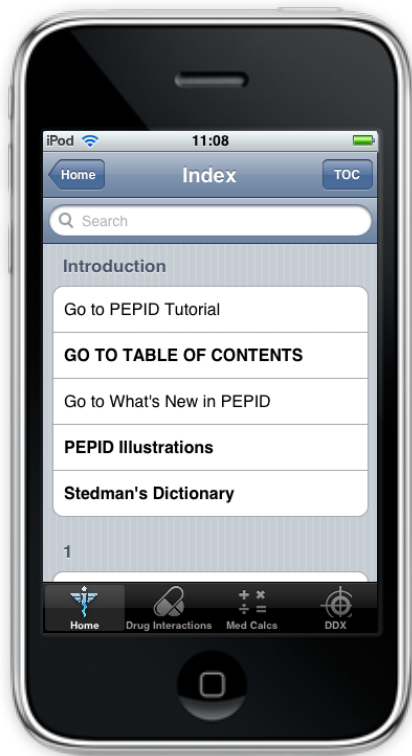 iPod 11:08
Home Index TOC
Search
Introduction
Go to PEPID Tutorial
GO TO TABLE OF CONTENTS
Go to What's New in PEPID
PEPID Illustrations
Stedman's Dictionary
1
Home Drug Interactions Med Calcs DDX